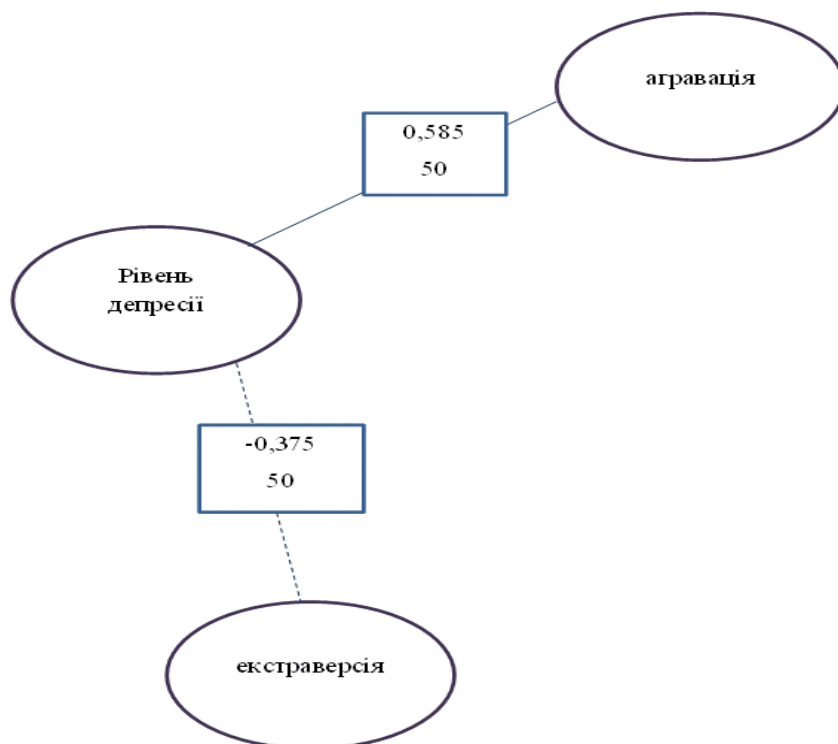 агравація
0,585
50
Рівень
депресії
-0,375
50
екстраверсія